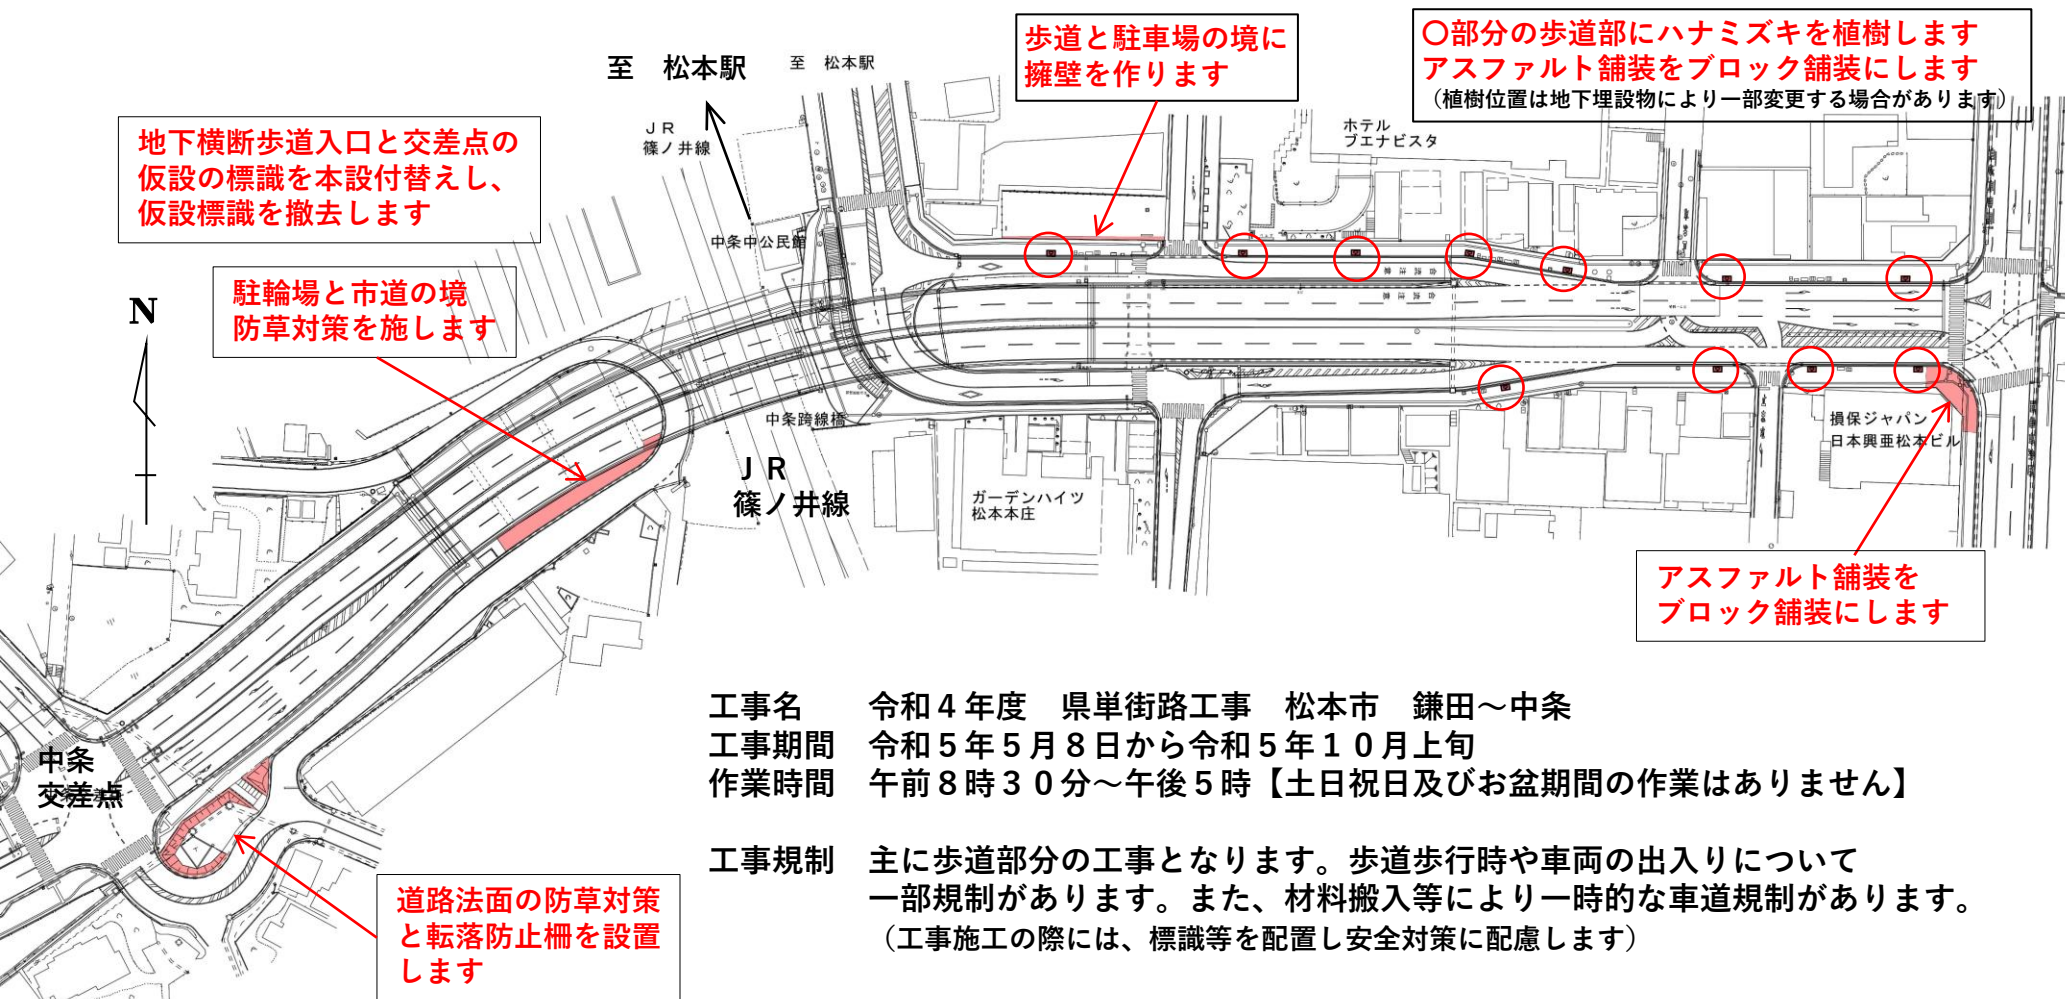 歩道と駐車場の境に
擁壁を作ります
〇部分の歩道部にハナミズキを植樹します
アスファルト舗装をブロック舗装にします
（植樹位置は地下埋設物により一部変更する場合があります）
至　松本駅
至　松本駅
ＪＲ
篠ノ井線
ホテル
ブエナビスタ
地下横断歩道入口と交差点の
仮設の標識を本設付替えし、
仮設標識を撤去します
中条中公民館
駐輪場と市道の境
防草対策を施します
N
中条跨線橋
ＪＲ
篠ノ井線
ガーデンハイツ
松本本庄
損保ジャパン
日本興亜松本ビル
アスファルト舗装を
ブロック舗装にします
中条
交差点
道路法面の防草対策
と転落防止柵を設置
します
工事名　令和４年度　県単街路工事　松本市　鎌田～中条
工事期間　令和５年５月８日から令和５年１０月上旬
作業時間　午前８時３０分～午後５時【土日祝日及びお盆期間の作業はありません】
工事規制　主に歩道部分の工事となります。歩道歩行時や車両の出入りについて
一部規制があります。また、材料搬入等により一時的な車道規制があります。
（工事施工の際には、標識等を配置し安全対策に配慮します）